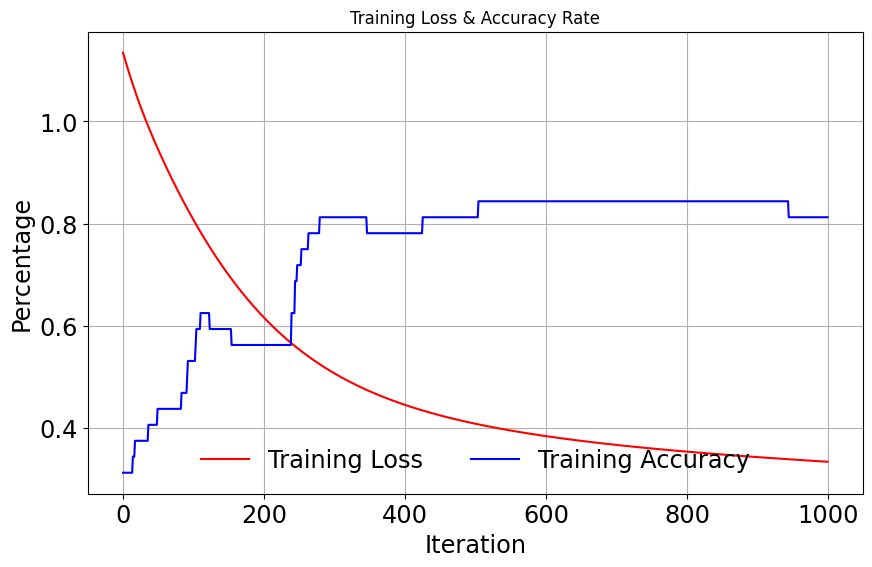 Training Loss & Accuracy Rate
Percentage
1.0
0.8
0.6
0.4
Training Loss
Training Accuracy
0 200 400 600 800 1000
Iteration